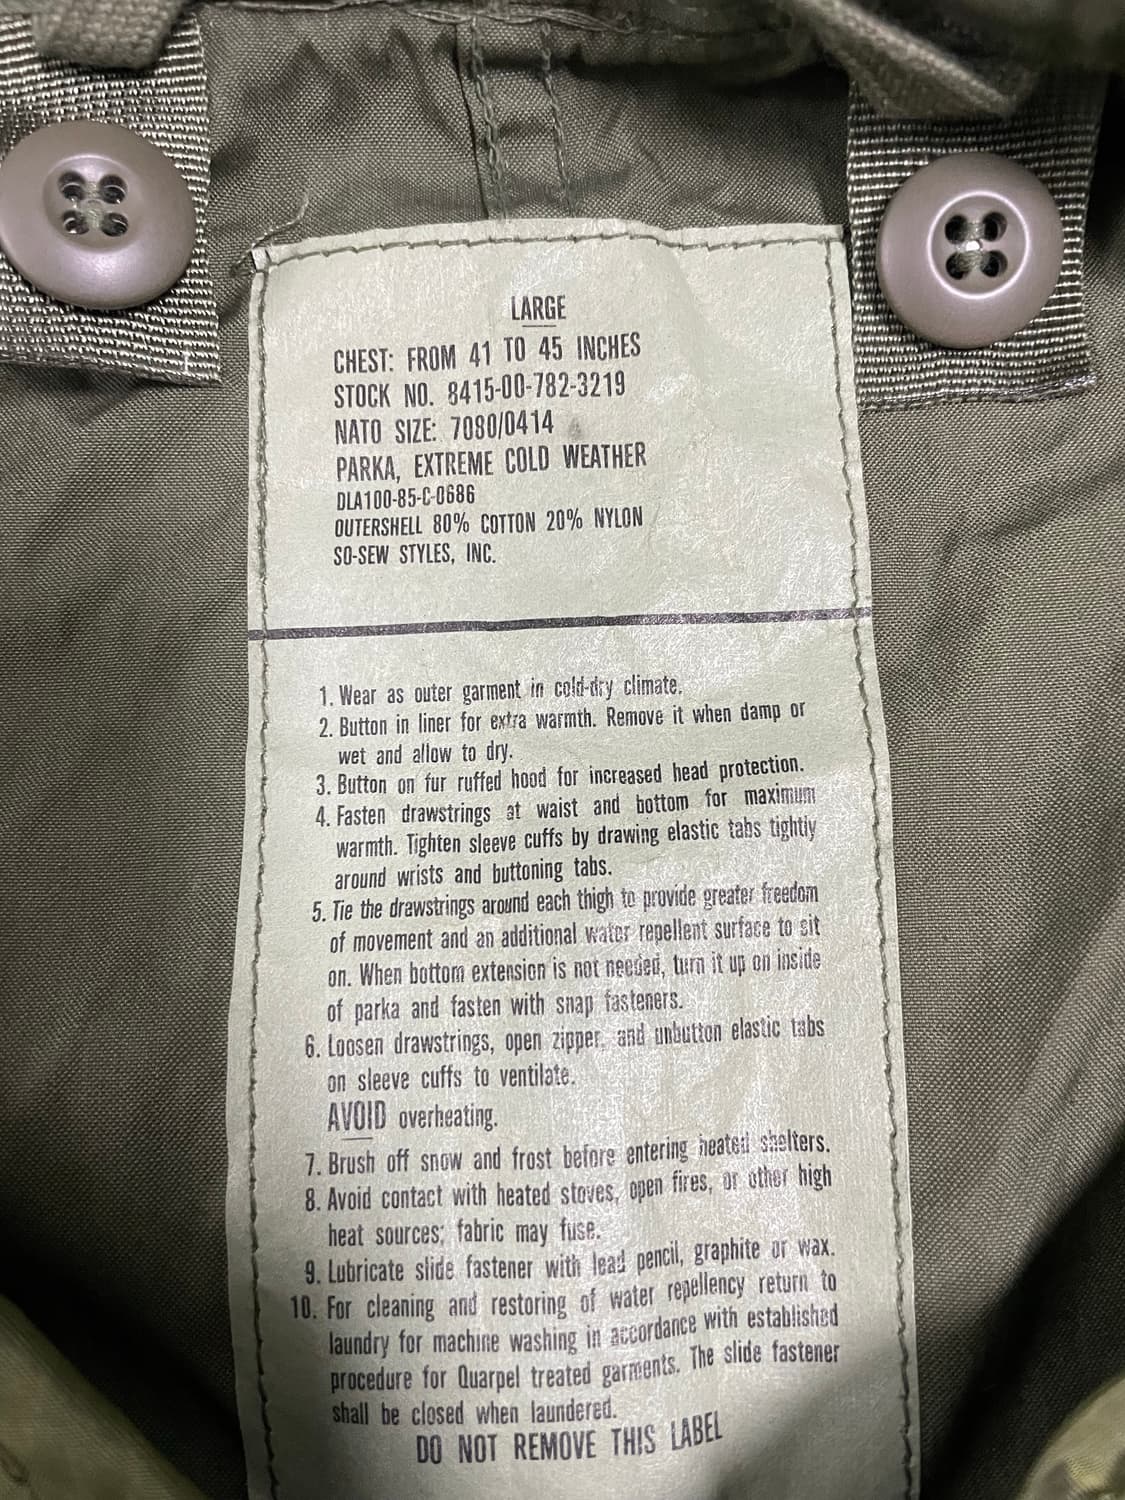 LARGE
CHEST: FROM 41 TO 45 INCHES
STOCK NO. 8415-00-782-3219
NATO SIZE: 7080/0414
PARKA, EXTREME COLD WEATHER
DLA100-85-C-0686
OUTERSHELL 80% COTTON 20% NYLON
SO-SEW STYLES, INC.
1. Wear as outer garment in cold-dry climate.
2. Button in liner for extra warmth. Remove it when damp or
wet and allow to dry.
3. Button on fur ruffed hood for increased head protection.
4. Fasten drawstrings at waist and bottom for maximum
warmth. Tighten sleeve cuffs by drawing elastic tabs tightly
around wrists and buttoning tabs.
5. Tie the drawstrings around each thigh to provide greater freedom
of movement and an additional water repellent surface to sit
on. When bottom extension is not needed, turn it up on inside
of parka and fasten with snap fasteners.
6. Loosen drawstrings, open zipper, and unbutton elastic tabs
on sleeve cuffs to ventilate.
AVOID overheating.
7. Brush off snow and frost before entering heated shelters.
8. Avoid contact with heated stoves, open fires, or other high
heat sources; fabric may fuse.
9. Lubricate slide fastener with lead pencil, graphite or wax.
10. For cleaning and restoring of water repellency return to
laundry for machine washing in accordance with established
procedure for Quarpel treated garments. The slide fastener
shall be closed when laundered.
DO NOT REMOVE THIS LABEL